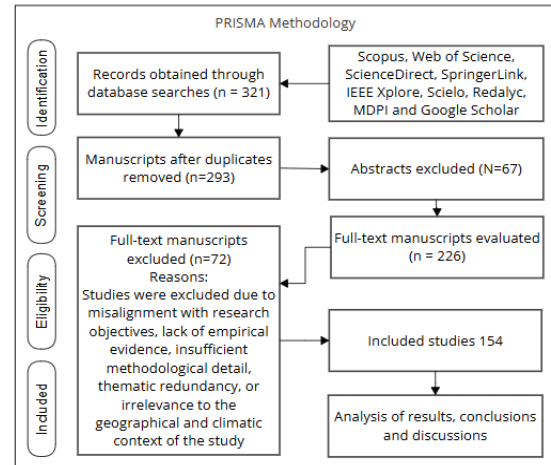 PRISMA Methodology
Identification
Records obtained through
database searches (n = 321)
Scopus, Web of Science,
ScienceDirect, SpringerLink,
IEEE Xplore, Scielo, Redalyc,
MDPI and Google Scholar
Screening
Manuscripts after duplicates
removed (n=293)
Abstracts excluded (N=67)
Full-text manuscripts evaluated
(n = 226)
Eligibility
Full-text manuscripts
excluded (n=72)
Reasons:
Studies were excluded due to
misalignment with research
objectives, lack of empirical
evidence, insufficient
methodological detail,
thematic redundancy, or
irrelevance to the
geographical and climatic
context of the study
Included studies 154
Included
Analysis of results, conclusions
and discussions